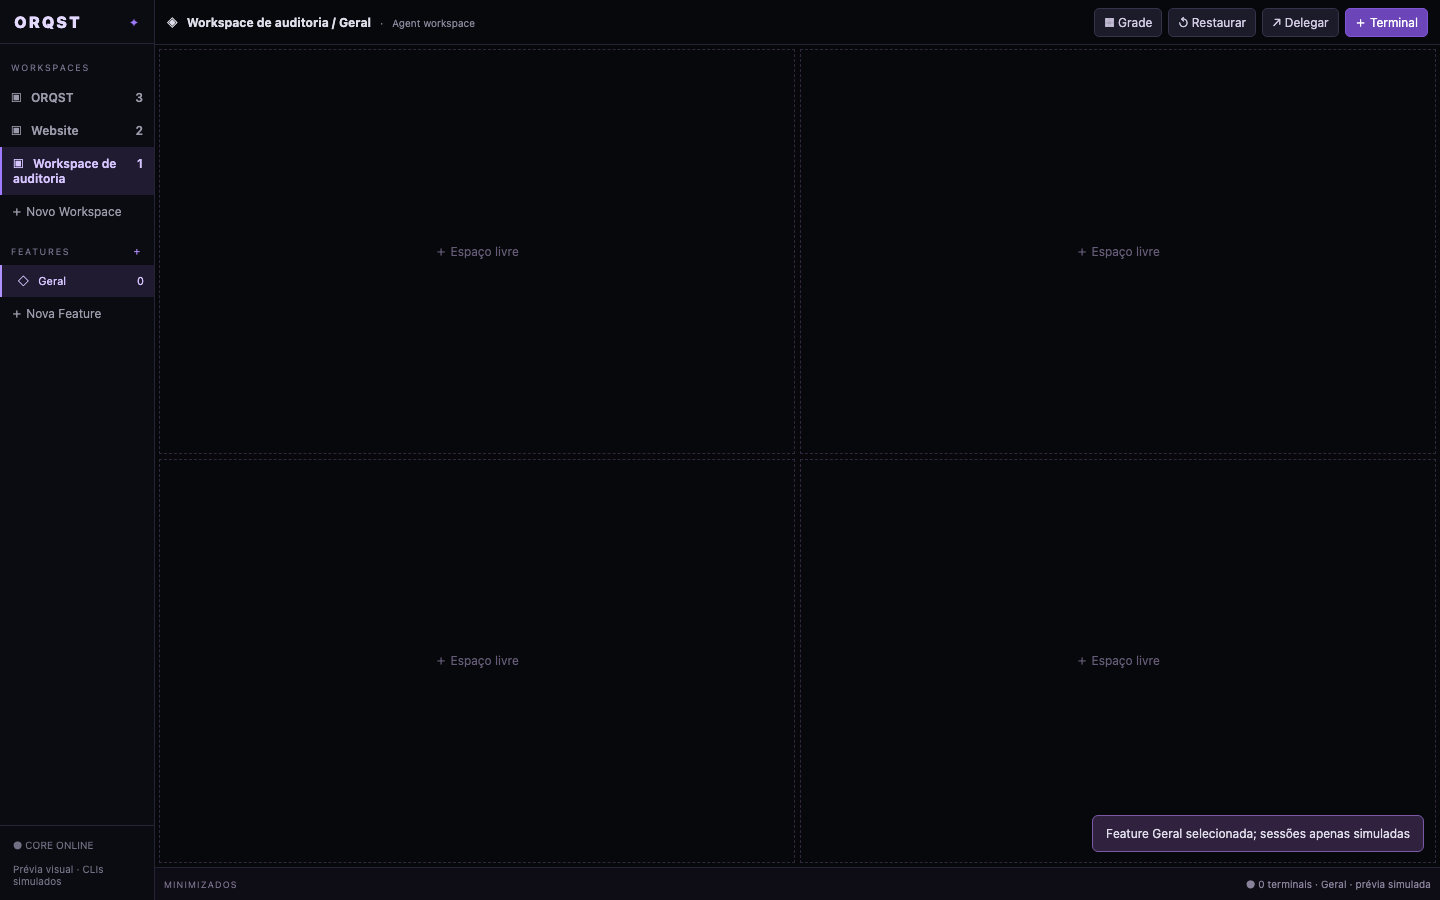 ORQST
Workspace de auditoria / Geral · Agent workspace
Grade
Restaurar
Delegar
+ Terminal
WORKSPACES
ORQST 3
Website 2
Workspace de 1
auditoria
+ Novo Workspace
FEATURES +
Geral 0
+ Nova Feature
+ Espaço livre
+ Espaço livre
+ Espaço livre
+ Espaço livre
Feature Geral selecionada; sessões apenas simuladas
CORE ONLINE
Prévia visual · CLIs
simulados
MINIMIZADOS
0 terminais · Geral · prévia simulada